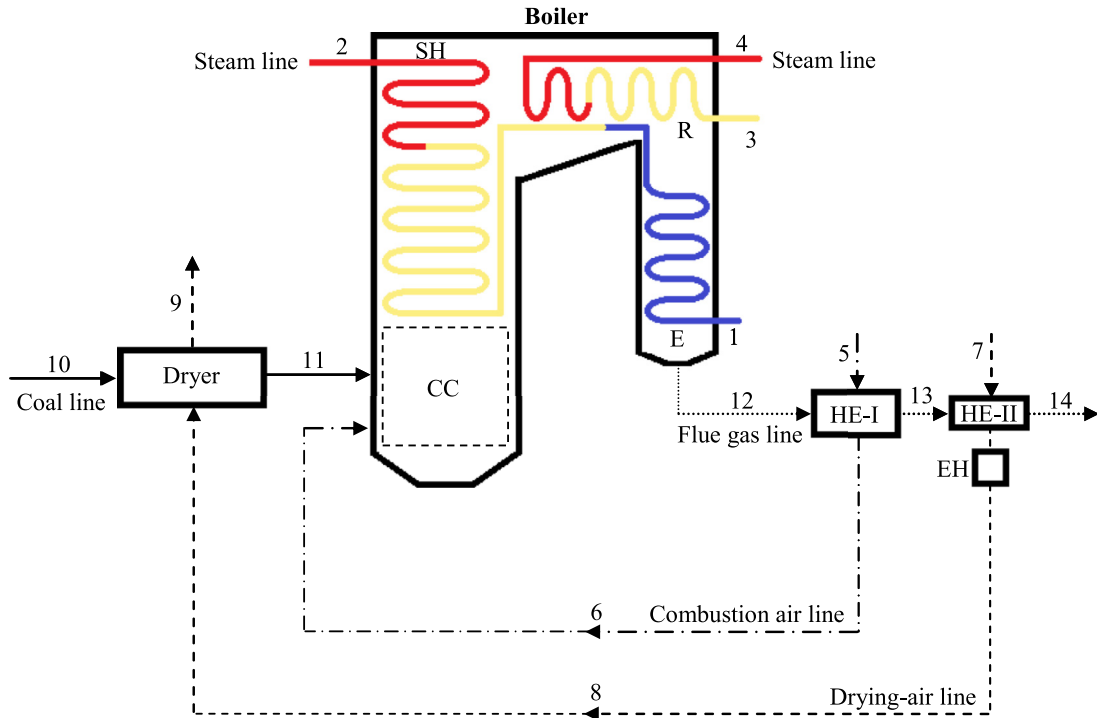 Boiler
2
SH
4
Steam line
Steam line
R
3
9
10
11
Dryer
CC
E
1
5
7
Coal line
12
HE-I
13
HE-II
14
Flue gas line
EH
6
Combustion air line
8
Drying-air line